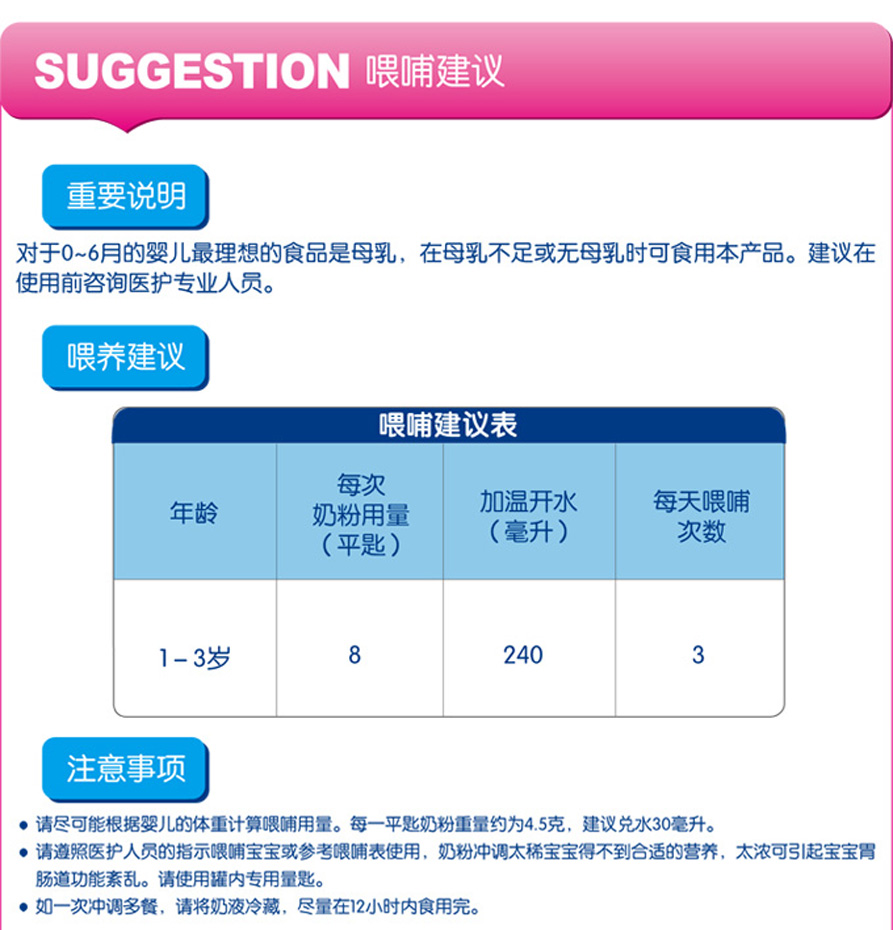 SUGGESTION 喂哺建议
重要说明
对于0~6月的婴儿最理想的食品是母乳，在母乳不足或无母乳时可食用本产品。建议在
使用前咨询医护专业人员。
喂养建议
喂哺建议表
年龄
每次
奶粉用量
（平匙）
加温开水
（毫升）
每天喂哺
次数
1－3岁
8
240
3
注意事项
● 请尽可能根据婴儿的体重计算喂哺用量。每一平匙奶粉重量约为4.5克，建议兑水30毫升。
● 请遵照医护人员的指示喂哺宝宝或参考喂哺表使用，奶粉冲调太稀宝宝得不到合适的营养，太浓可引起宝宝胃
肠道功能紊乱。请使用罐内专用量匙。
● 如一次冲调多餐，请将奶液冷藏，尽量在12小时内食用完。